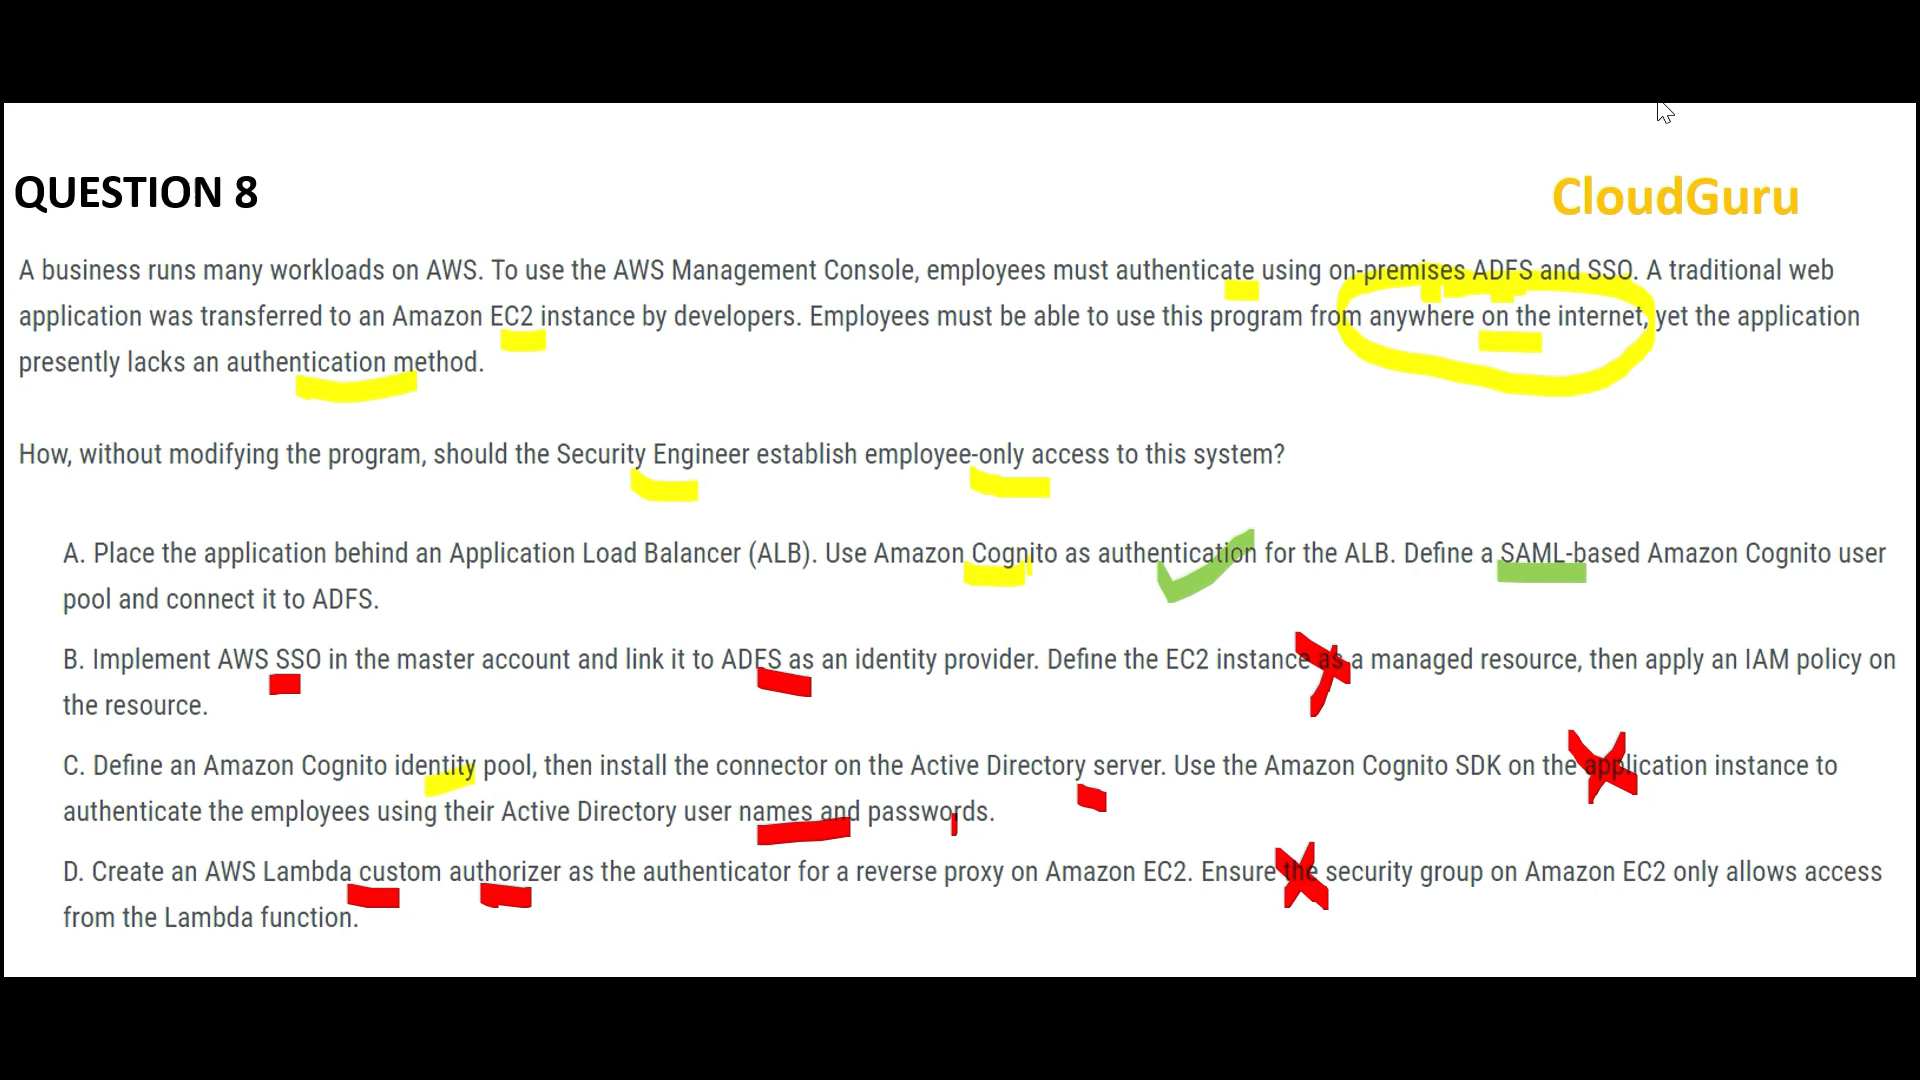 QUESTION 8
CloudGuru
A business runs many workloads on AWS. To use the AWS Management Console, employees must authenticate using on-premises ADFS and SSO. A traditional web
application was transferred to an Amazon EC2 instance by developers. Employees must be able to use this program from anywhere on the internet, yet the application
presently lacks an authentication method.
How, without modifying the program, should the Security Engineer establish employee-only access to this system?
A. Place the application behind an Application Load Balancer (ALB). Use Amazon Cognito as authentication for the ALB. Define a SAML-based Amazon Cognito user
pool and connect it to ADFS.
B. Implement AWS SSO in the master account and link it to ADFS as an identity provider. Define the EC2 instance as a managed resource, then apply an IAM policy on
the resource.
C. Define an Amazon Cognito identity pool, then install the connector on the Active Directory server. Use the Amazon Cognito SDK on the application instance to
authenticate the employees using their Active Directory user names and passwords.
D. Create an AWS Lambda custom authorizer as the authenticator for a reverse proxy on Amazon EC2. Ensure the security group on Amazon EC2 only allows access
from the Lambda function.